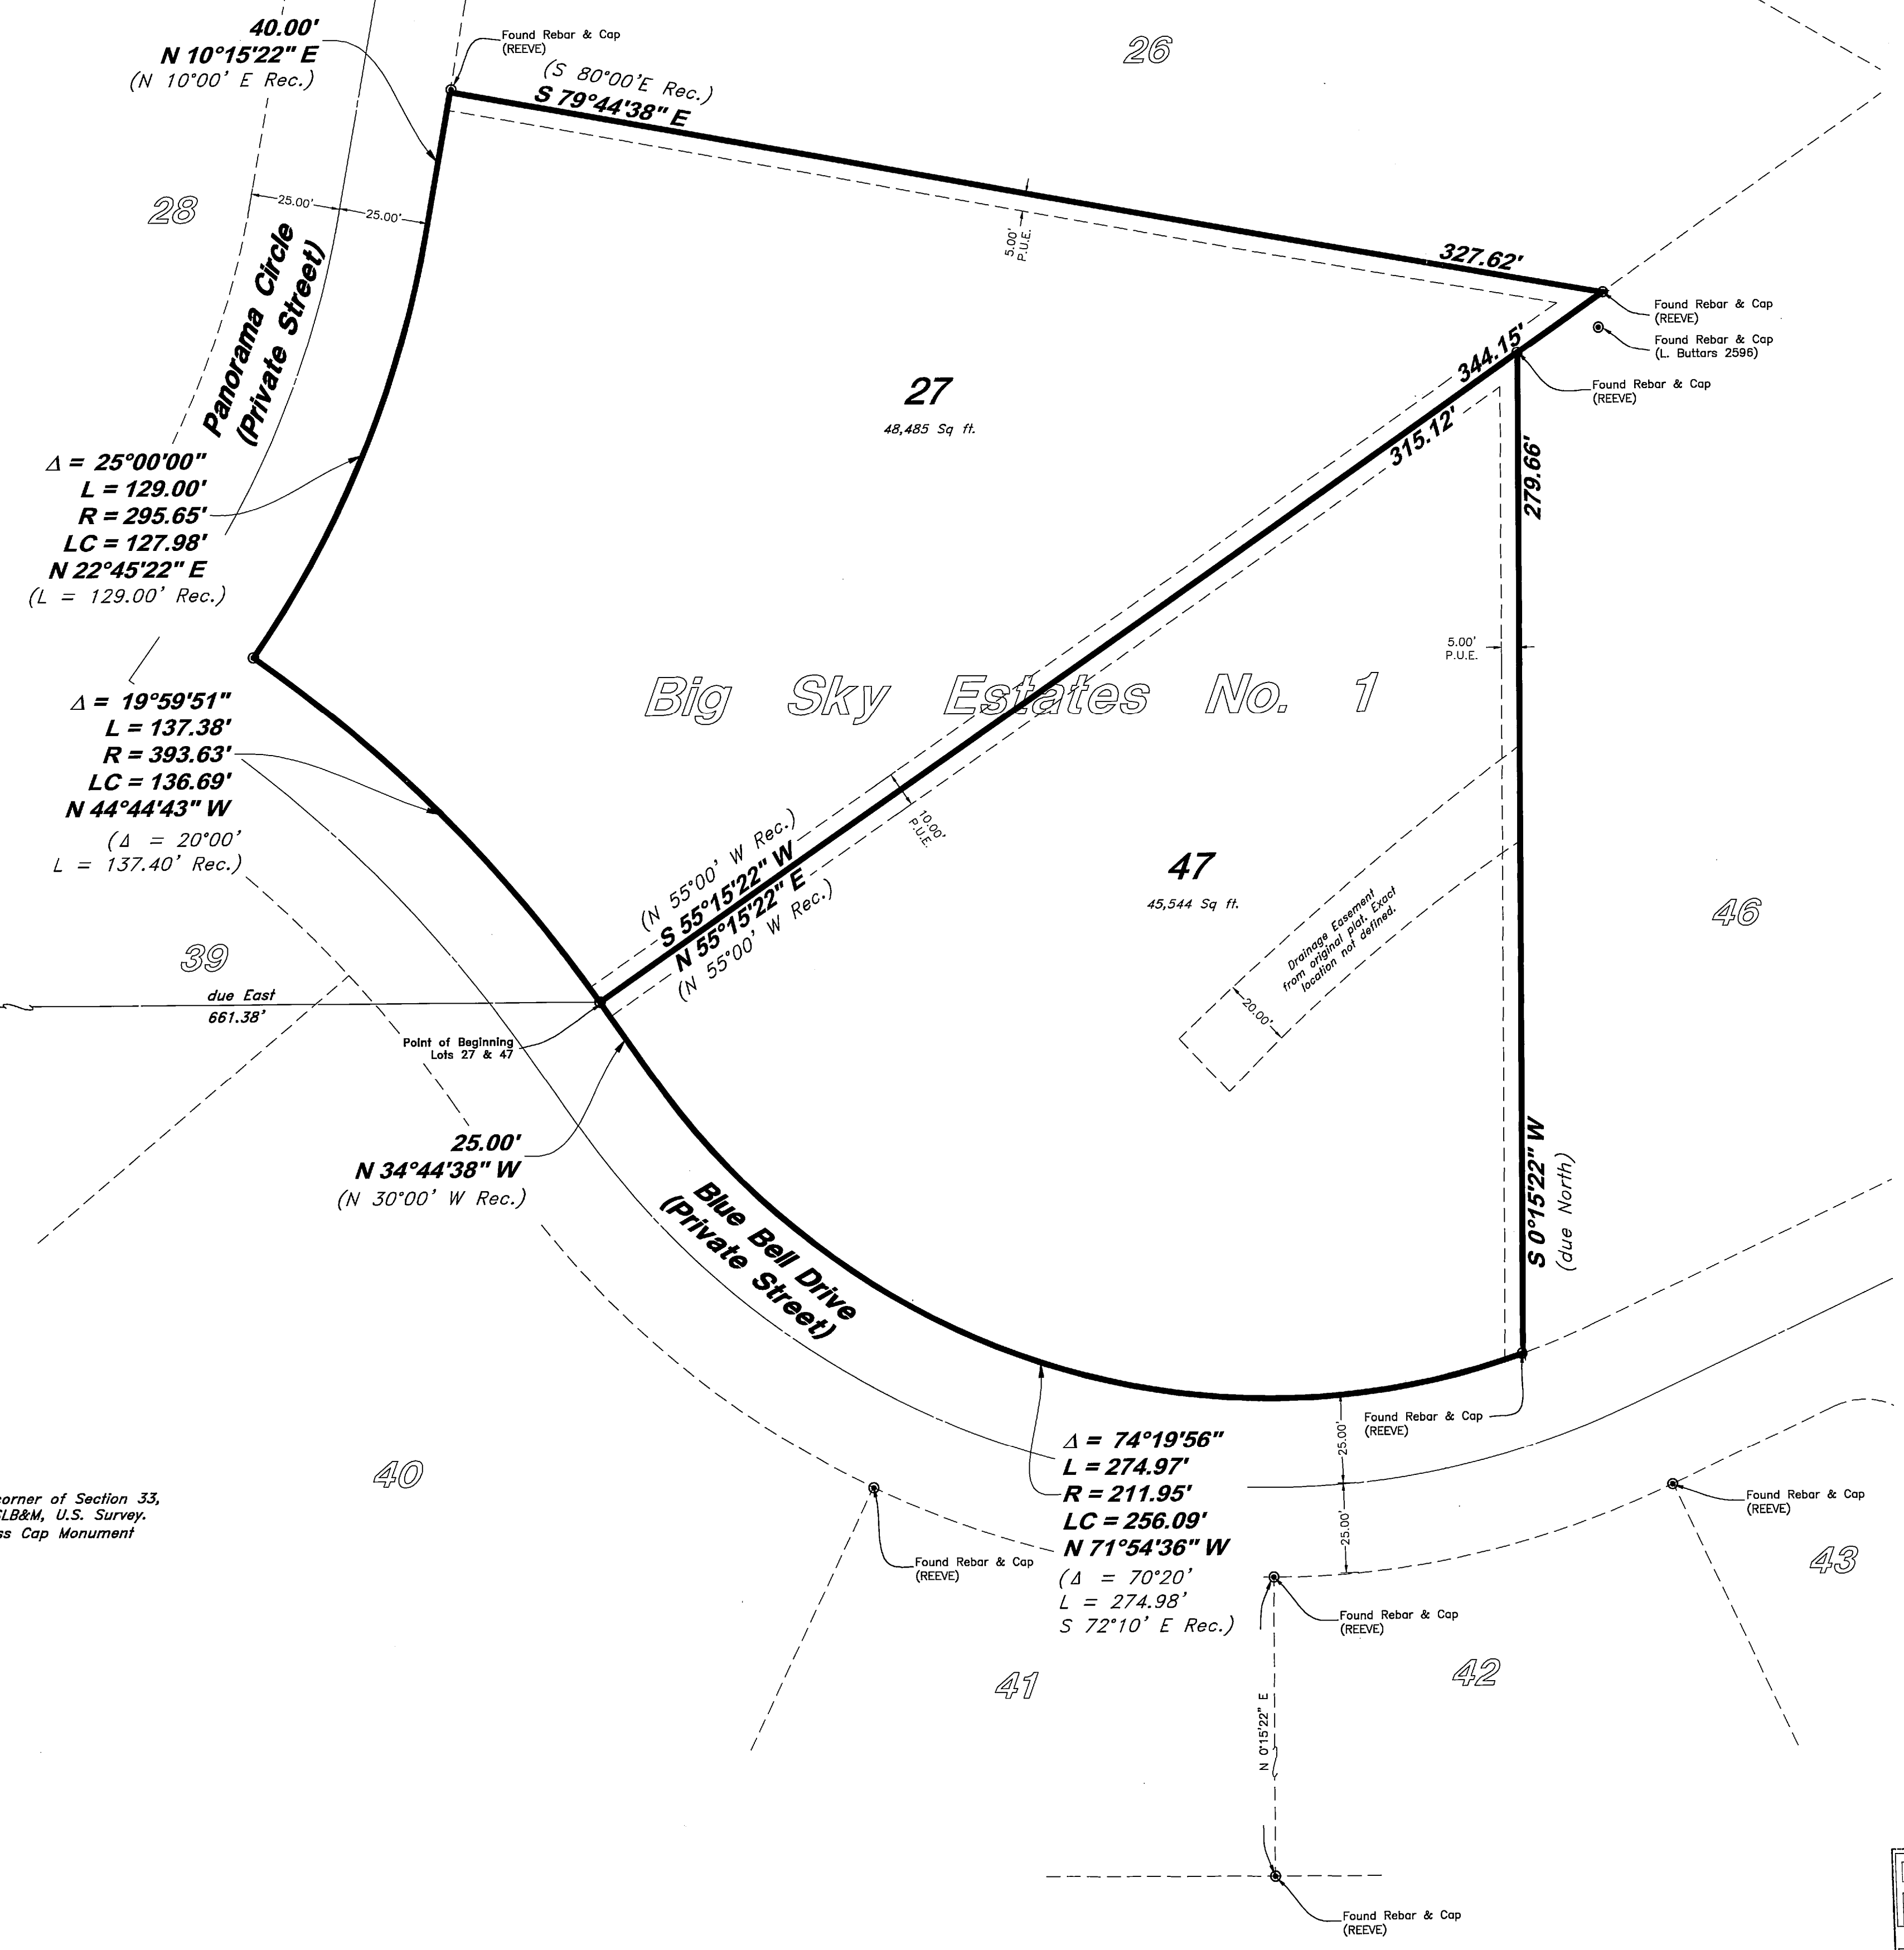 40.00'
N 10°15'22" E
(N 10°00' E Rec.)
Found Rebar & Cap
(REEVE)
(S 80°00'E Rec.)
S 79°44'38" E
26
28
25.00'
25.00'
Panorama Circle
(Private Street)
5.00'
P.U.E.
327.62'
Found Rebar & Cap
(REEVE)
Found Rebar & Cap
(L. Buttars 2596)
Found Rebar & Cap
(REEVE)
344.15'
315.12'
279.66'
27
48,485 Sq ft.
Δ = 25°00'00"
L = 129.00'
R = 295.65'
LC = 127.98'
N 22°45'22" E
(L = 129.00' Rec.)
5.00'
P.U.E.
Big Sky Estates No. 1
Δ = 19°59'51"
L = 137.38'
R = 393.63'
LC = 136.69'
N 44°44'43" W
(Δ = 20°00'
L = 137.40' Rec.)
10.00'
P.U.E.
(N 55°00' W Rec.)
S 55°15'22" W
N 55°15'22" E
(N 55°00' W Rec.)
47
45,544 Sq ft.
Drainage Easement
from original plat. Exact
location not defined.
20.00'
46
39
due East
661.38'
Point of Beginning
Lots 27 & 47
25.00'
N 34°44'38" W
(N 30°00' W Rec.)
Blue Bell Drive
(Private Street)
S 0°15'22" W
(due North)
Found Rebar & Cap
(REEVE)
25.00'
25.00'
Δ = 74°19'56"
L = 274.97'
R = 211.95'
LC = 256.09'
N 71°54'36" W
(Δ = 70°20'
L = 274.98'
S 72°10' E Rec.)
40
corner of Section 33,
SLB&M, U.S. Survey.
ss Cap Monument
Found Rebar & Cap
(REEVE)
Found Rebar & Cap
(REEVE)
43
Found Rebar & Cap
(REEVE)
41
42
N 0°15'22" E
Found Rebar & Cap
(REEVE)